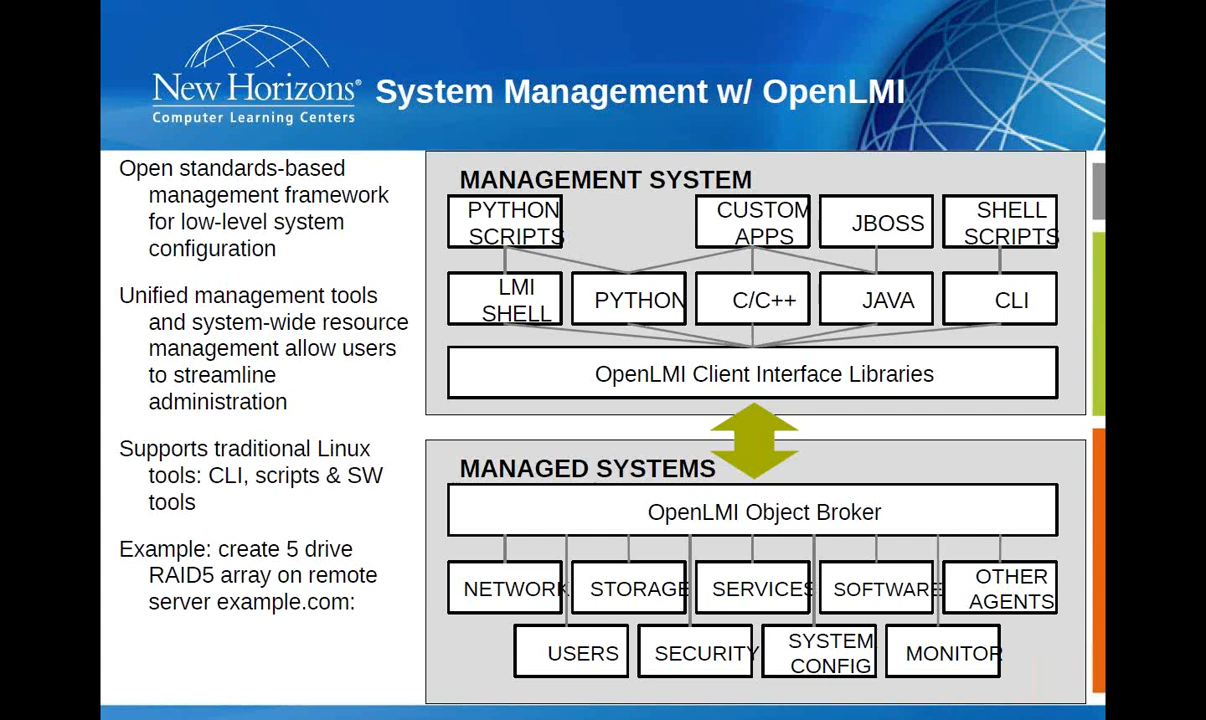 New Horizons®
Computer Learning Centers
System Management w/ OpenLMI
Open standards-based
management framework
for low-level system
configuration
Unified management tools
and system-wide resource
management allow users
to streamline
administration
Supports traditional Linux
tools: CLI, scripts & SW
tools
Example: create 5 drive
RAID5 array on remote
server example.com:
MANAGEMENT SYSTEM
PYTHON
SCRIPTS
CUSTOM
APPS
JBOSS
SHELL
SCRIPTS
LMI
SHELL
PYTHON
C/C++
JAVA
CLI
OpenLMI Client Interface Libraries
MANAGED SYSTEMS
OpenLMI Object Broker
NETWORK
STORAGE
SERVICES
SOFTWARE
OTHER
AGENTS
USERS
SECURITY
SYSTEM
CONFIG
MONITOR